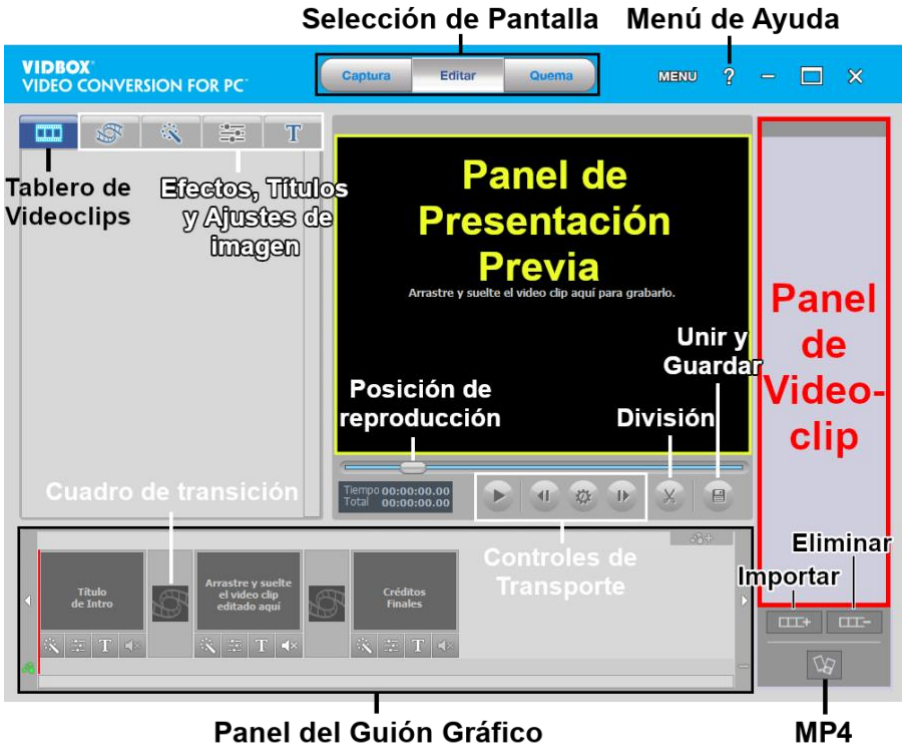 Selección de Pantalla
Menú de Ayuda
VIDBOX
VIDEO CONVERSION FOR PC
Captura
Editar
Quema
MENU
?
T
Tablero de
Videoclips
Efectos, Títulos
y Ajustes de
imagen
Panel de
Presentación
Previa
Arrastre y suelte el video clip aquí para grabarlo.
Panel
de
Video-
clip
Unir y
Guardar
Posición de
reproducción
División
Cuadro de transición
Tiempo 00:00:00.00
Total 00:00:00.00
Controles de
Transporte
Eliminar
Importar
Título
de Intro
Arrastre y suelte
el video clip
editado aquí
Créditos
Finales
T
T
T
Panel del Guión Gráfico
MP4